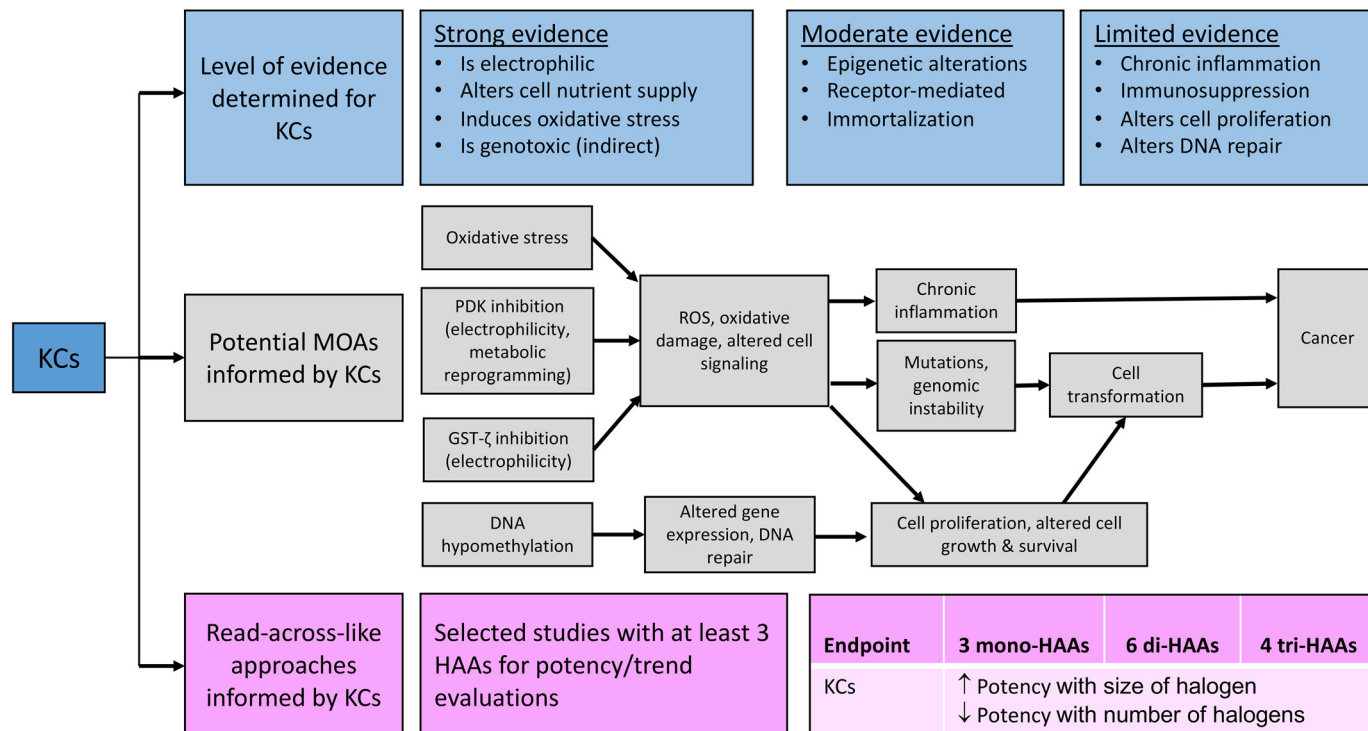 KCs
Level of evidence
determined for
KCs
Strong evidence
• Is electrophilic
• Alters cell nutrient supply
• Induces oxidative stress
• Is genotoxic (indirect)
Moderate evidence
• Epigenetic alterations
• Receptor-mediated
• Immortalization
Limited evidence
• Chronic inflammation
• Immunosuppression
• Alters cell proliferation
• Alters DNA repair
Potential MOAs
informed by KCs
Oxidative stress
PDK inhibition
(electrophilicity,
metabolic
reprogramming)
GST-ζ inhibition
(electrophilicity)
DNA
hypomethylation
ROS, oxidative
damage, altered cell
signaling
Altered gene
expression, DNA
repair
Chronic
inflammation
Mutations,
genomic
instability
Cell
transformation
Cell proliferation, altered cell
growth & survival
Cancer
Read-across-like
approaches
informed by KCs
Selected studies with at least 3
HAAs for potency/trend
evaluations
Endpoint 3 mono-HAAs 6 di-HAAs 4 tri-HAAs
KCs ↑ Potency with size of halogen
↓ Potency with number of halogens